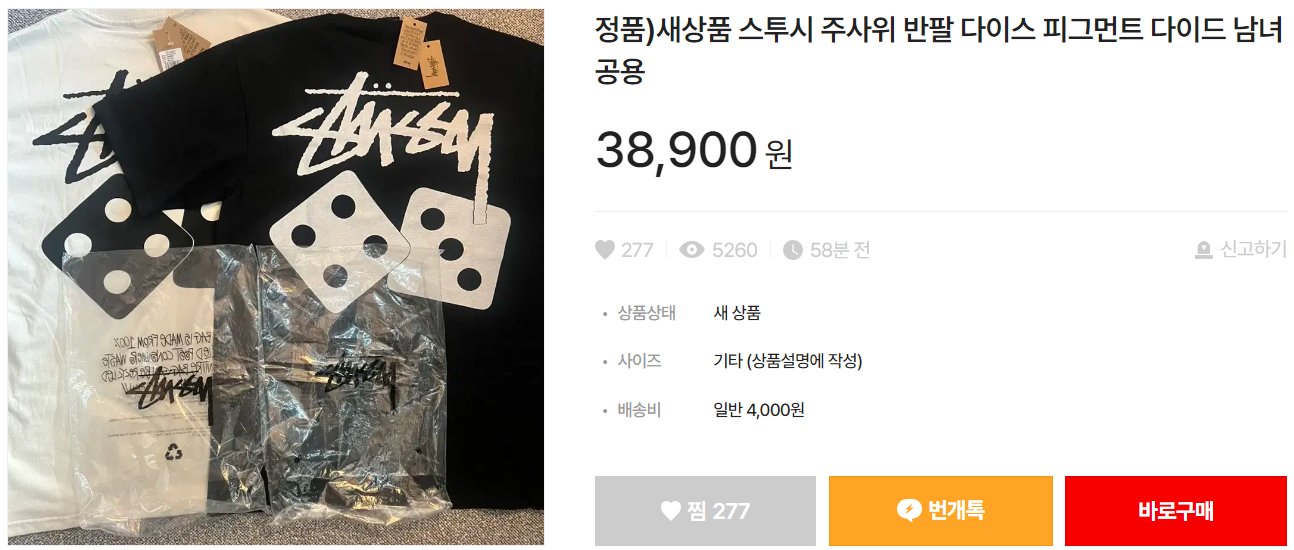 STÜSSY
STÜSSY
정품)새상품 스투시 주사위 반팔 다이스 피그먼트 다이드 남녀
공용
38,900 원
277 5260 58분 전 신고하기
상품상태 새 상품
사이즈 기타 (상품설명에 작성)
배송비 일반 4,000원
찜 277 번개톡 바로구매